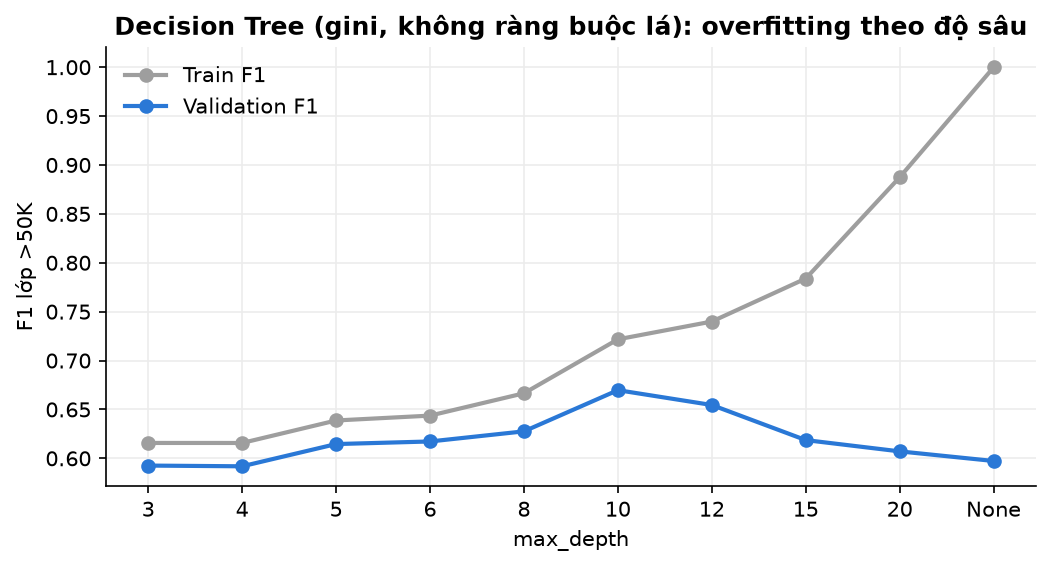 Decision Tree (gini, không ràng buộc lá): overfitting theo độ sâu
Train F1
Validation F1
F1 lớp >50K
1.00
0.95
0.90
0.85
0.80
0.75
0.70
0.65
0.60
3 4 5 6 8 10 12 15 20 None
max_depth